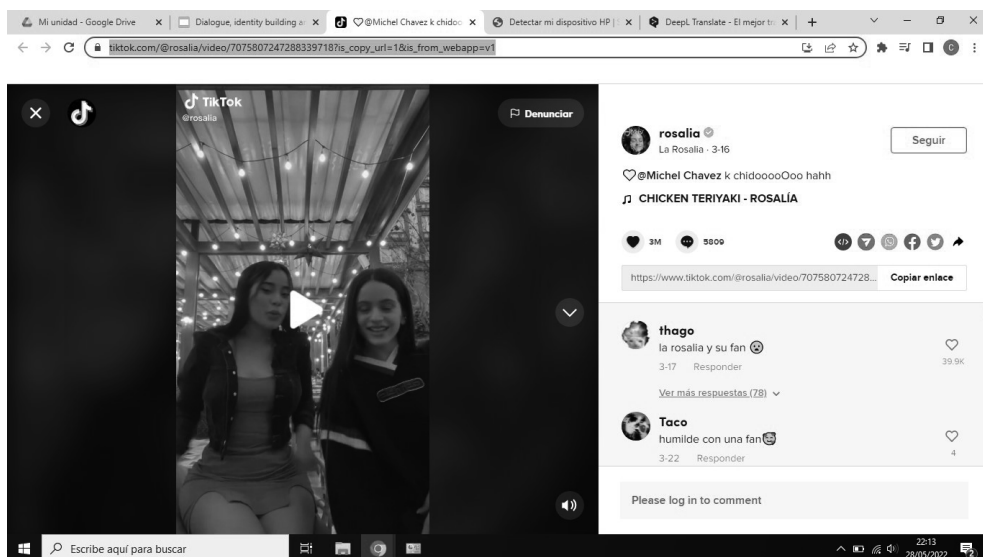 Mi unidad - Google Drive
Dialogue, identity building a
@Michel Chavez k chidoo
Detectar mi dispositivo HP |
DeepL Translate - El mejor tr
tiktok.com/@rosalia/video/7075807247288339718?is_copy_url=1&is_from_webapp=v1
C
TikTok
@rosalia
Denunciar
rosalia
La Rosalia · 3-16
Seguir
@Michel Chavez k chidooooOoo hahh
CHICKEN TERIYAKI - ROSALÍA
3M
5809
https://www.tiktok.com/@rosalia/video/707580724728...
Copiar enlace
thago
la rosalia y su fan
3-17 Responder
39.9K
Ver más respuestas (78)
Taco
humilde con una fan
3-22 Responder
4
Please log in to comment
Escribe aquí para buscar
22:13
28/05/2022
2